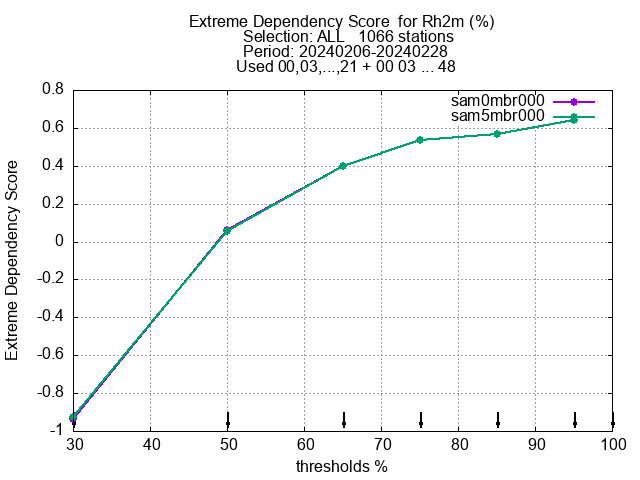 Extreme Dependency Score  for Rh2m (%)
Selection: ALL   1066 stations
Period: 20240206-20240228
Used 00,03,...,21 + 00 03 ... 48
sam0mbr000
sam5mbr000
Extreme Dependency Score
0.8
0.6
0.4
0.2
0
-0.2
-0.4
-0.6
-0.8
-1
30 40 50 60 70 80 90 100
thresholds %